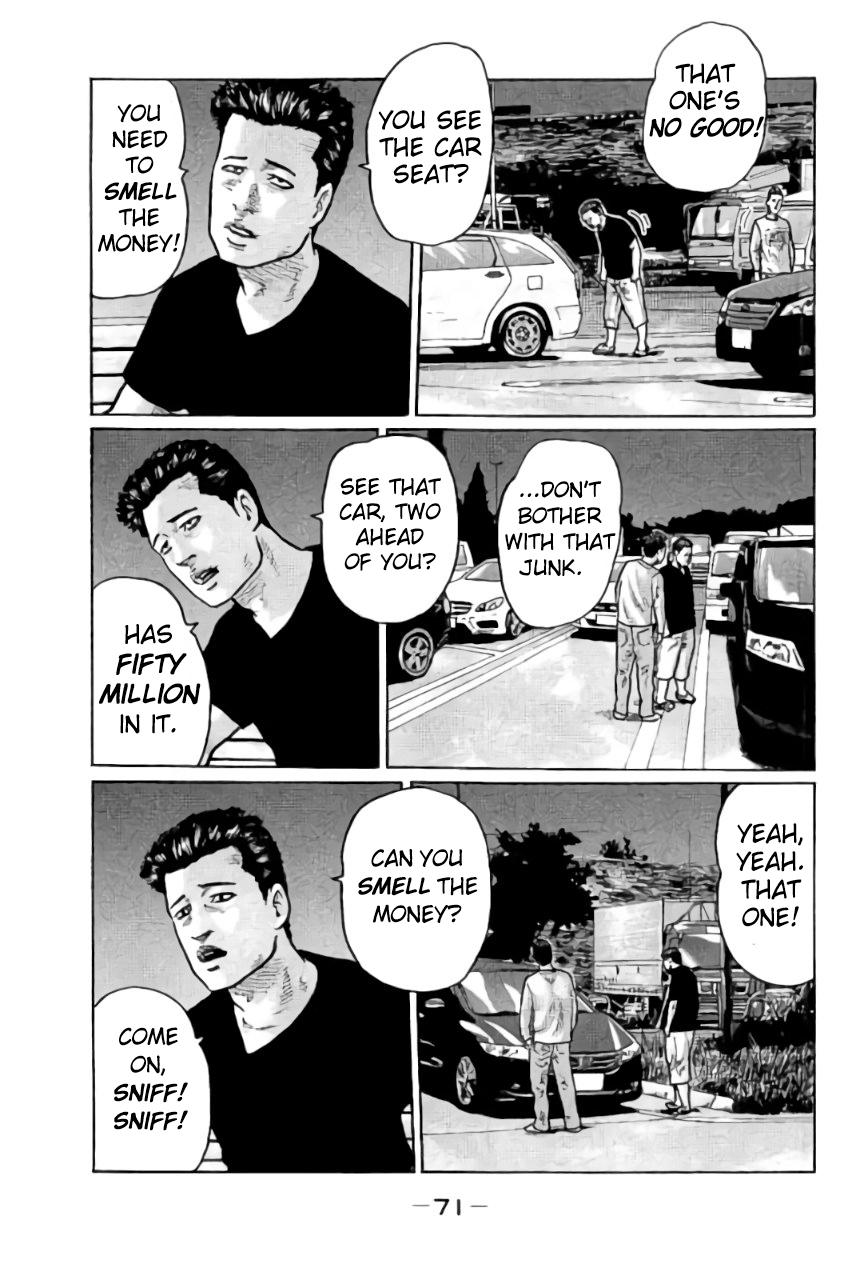 THAT
ONE'S
NO GOOD!
YOU SEE
THE CAR
SEAT?
YOU
NEED
TO
SMELL
THE
MONEY!
...DON'T
BOTHER
WITH THAT
JUNK.
SEE THAT
CAR, TWO
AHEAD
OF YOU?
HAS
FIFTY
MILLION
IN IT.
YEAH,
YEAH.
THAT
ONE!
CAN YOU
SMELL THE
MONEY?
COME
ON,
SNIFF!
SNIFF!
-71-